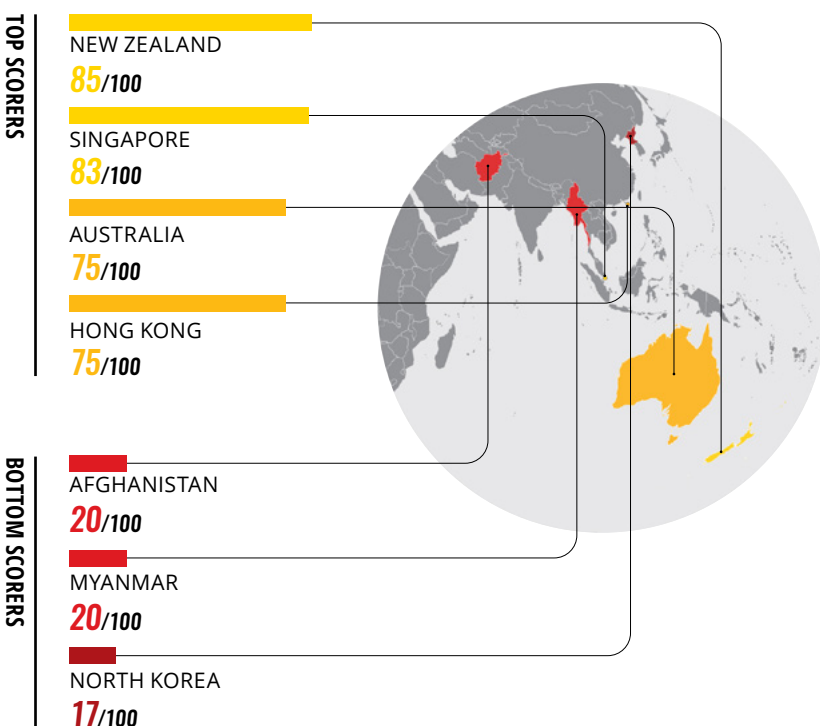 TOP SCORERS
NEW ZEALAND
85/100
SINGAPORE
83/100
AUSTRALIA
75/100
HONG KONG
75/100
BOTTOM SCORERS
AFGHANISTAN
20/100
MYANMAR
20/100
NORTH KOREA
17/100